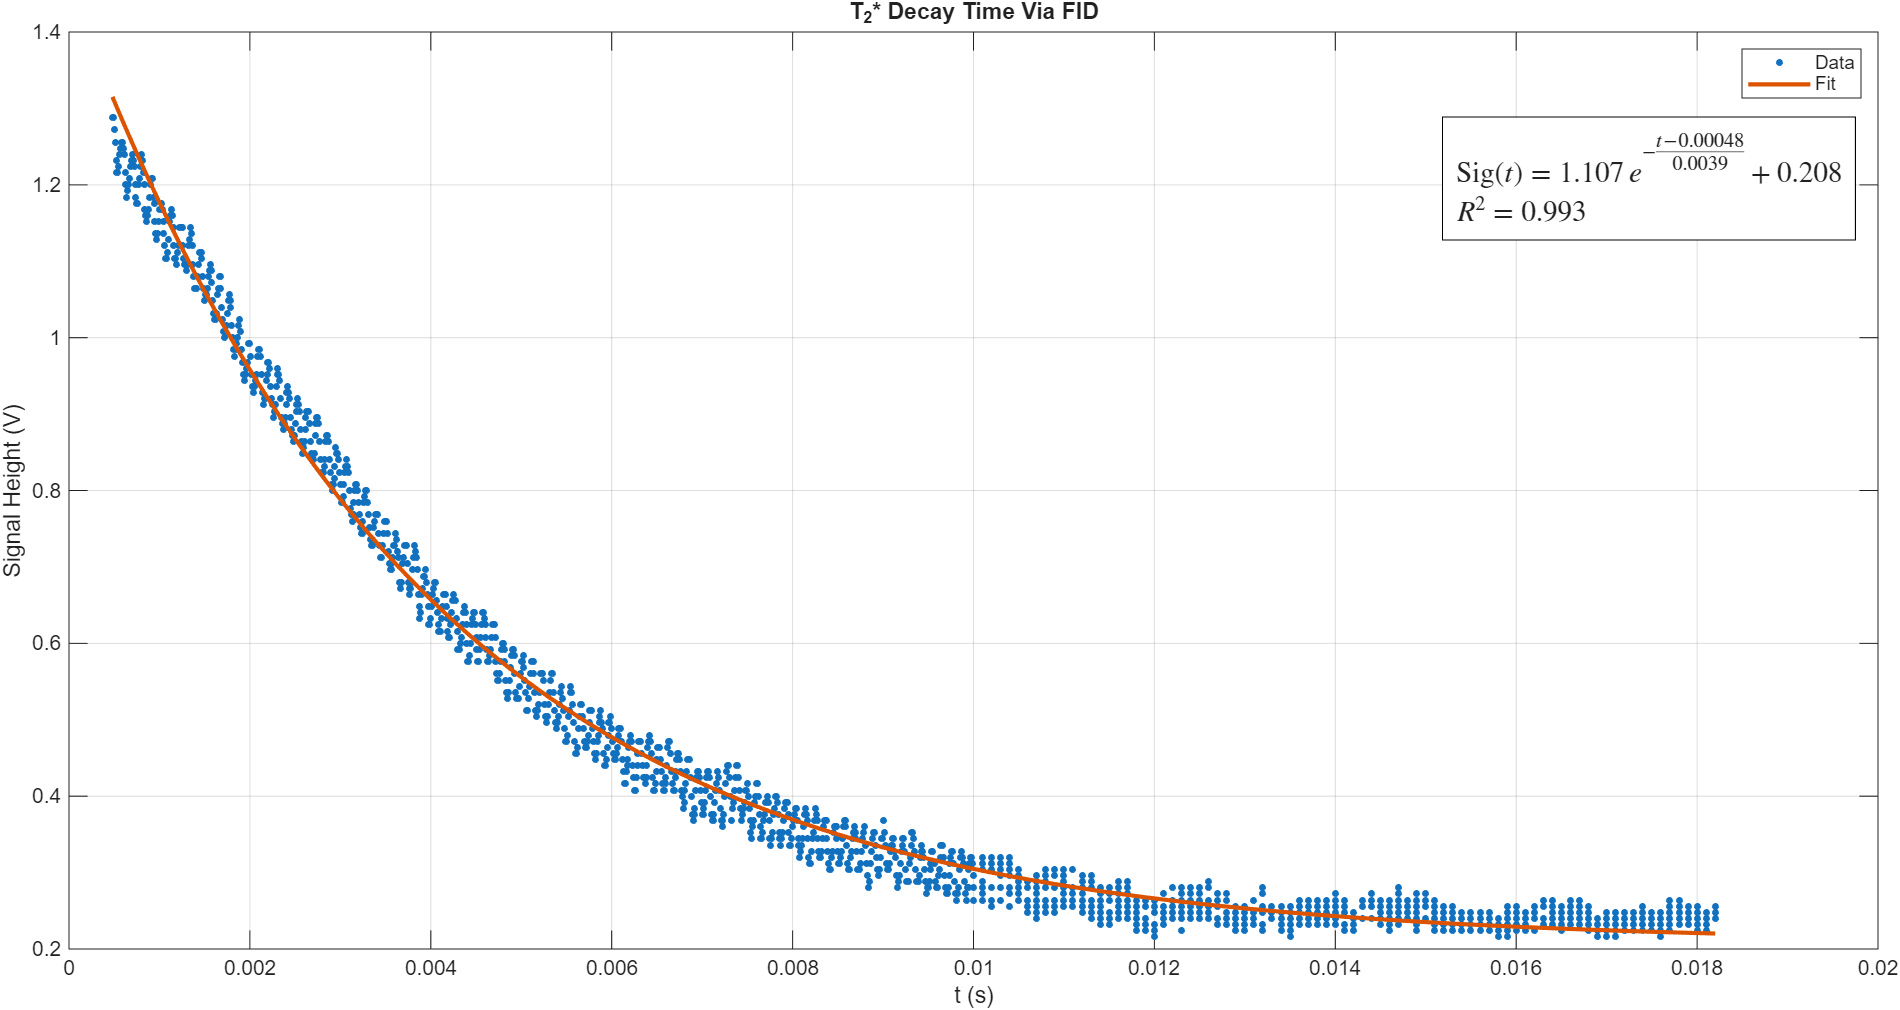 T₂* Decay Time Via FID
1.4
1.2
1
0.8
0.6
0.4
0.2
Signal Height (V)
Data
Fit
Sig(t) = 1.107 e^{-\frac{t-0.00048}{0.0039}} + 0.208
R² = 0.993
0 0.002 0.004 0.006 0.008 0.01 0.012 0.014 0.016 0.018 0.02
t (s)